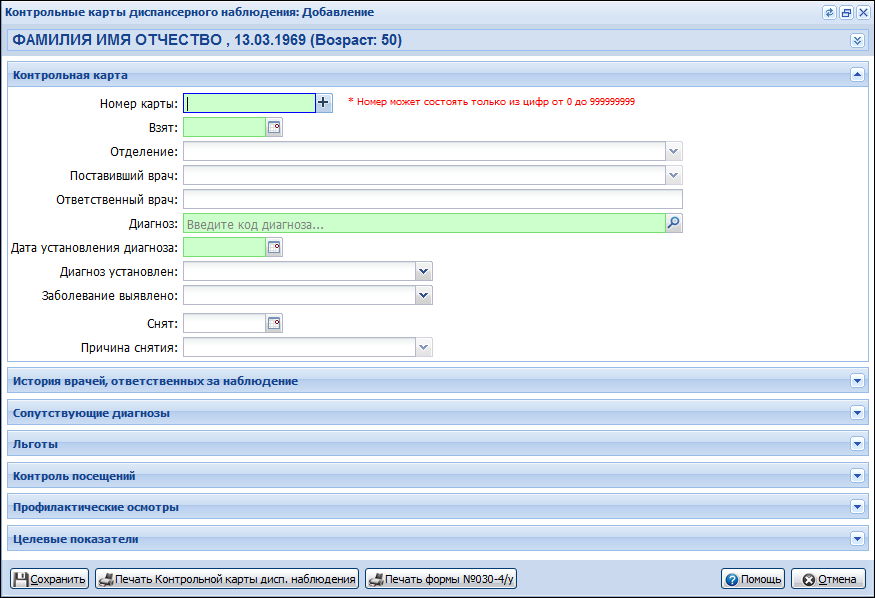 Контрольные карты диспансерного наблюдения: Добавление
ФАМИЛИЯ ИМЯ ОТЧЕСТВО , 13.03.1969 (Возраст: 50)
Контрольная карта
Номер карты: * Номер может состоять только из цифр от 0 до 999999999
Взят:
Отделение:
Поставивший врач:
Ответственный врач:
Диагноз: Введите код диагноза...
Дата установления диагноза:
Диагноз установлен:
Заболевание выявлено:
Снят:
Причина снятия:
История врачей, ответственных за наблюдение
Сопутствующие диагнозы
Льготы
Контроль посещений
Профилактические осмотры
Целевые показатели
Сохранить Печать Контрольной карты дисп. наблюдения Печать формы №030-4/у Помощь Отмена